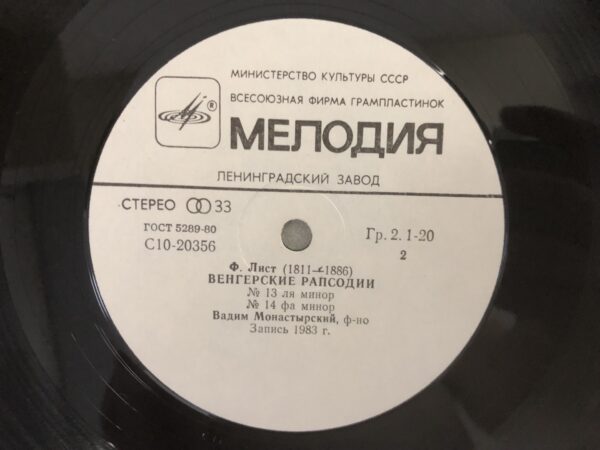 ®
МИНИСТЕРСТВО КУЛЬТУРЫ СССР
ВСЕСОЮЗНАЯ ФИРМА ГРАМПЛАСТИНОК
МЕЛОДИЯ
ЛЕНИНГРАДСКИЙ ЗАВОД
СТЕРЕО 33
ГОСТ 5289-80
С10-20356
Гр. 2. 1-20
2
Ф. Лист (1811—1886)
ВЕНГЕРСКИЕ РАПСОДИИ
№ 13 ля минор
№ 14 фа минор
Вадим Монастырский, ф-но
Запись 1983 г.